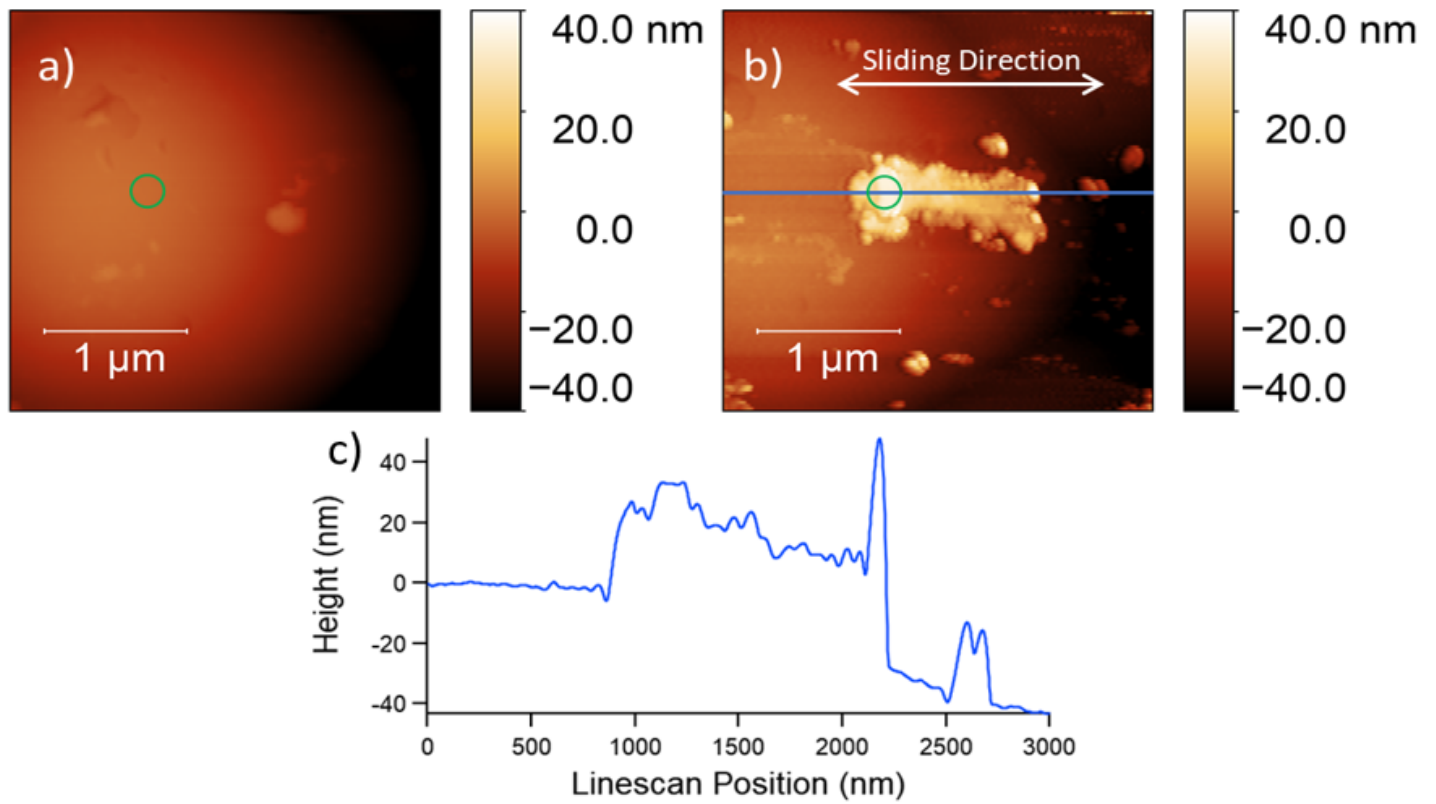 a)
40.0 nm
20.0
0.0
−20.0
−40.0
1 µm
b)
Sliding Direction
40.0 nm
20.0
0.0
−20.0
−40.0
1 µm
c)
Height (nm)
40
20
0
-20
-40
0 500 1000 1500 2000 2500 3000
Linescan Position (nm)